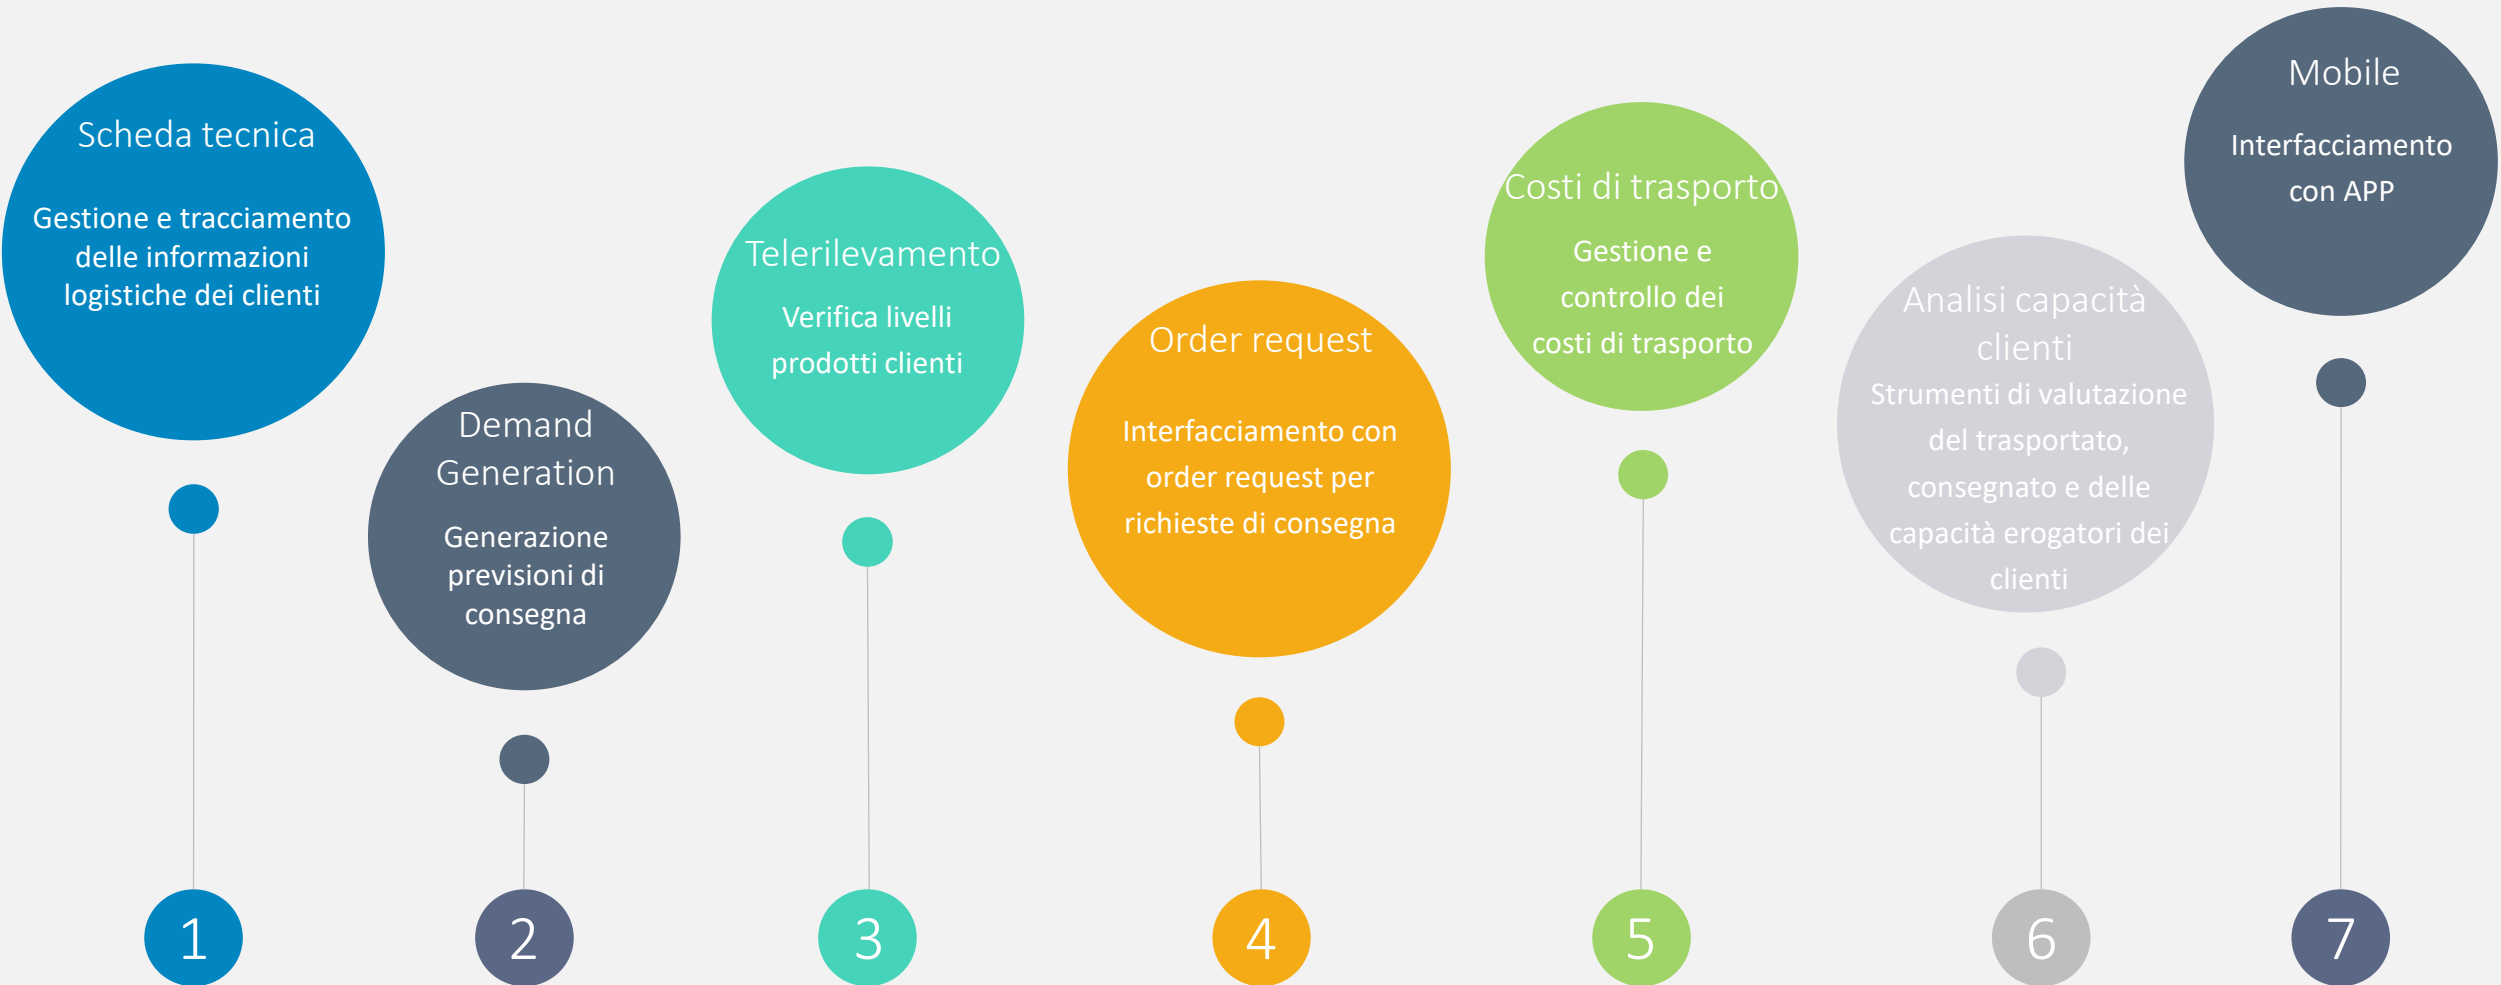 Scheda tecnica
Gestione e tracciamento
delle informazioni
logistiche dei clienti
1
Demand
Generation
Generazione
previsioni di
consegna
2
Telerilevamento
Verifica livelli
prodotti clienti
3
Order request
Interfacciamento con
order request per
richieste di consegna
4
Costi di trasporto
Gestione e
controllo dei
costi di trasporto
5
Analisi capacità
clienti
Strumenti di valutazione
del trasportato,
consegnato e delle
capacità erogatori dei
clienti
6
Mobile
Interfacciamento
con APP
7